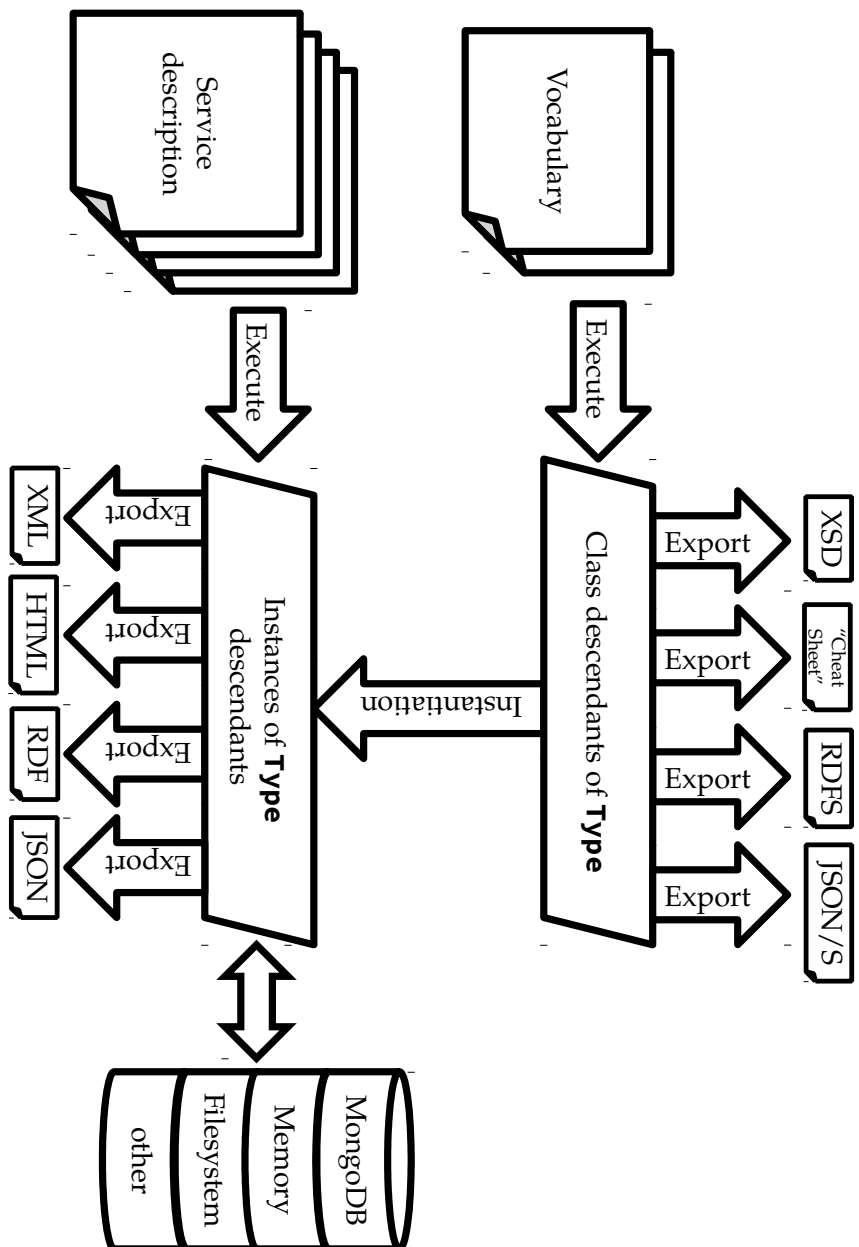 XSD
"Cheat
Sheet"
RDFS
JSON/S
Export
Export
Export
Export
Vocabulary
Execute
Class descendants of Type
Instantiation
Service
description
Execute
Instances of Type
descendants
Export
Export
Export
Export
XML
HTML
RDF
JSON
MongoDB
Memory
Filesystem
other